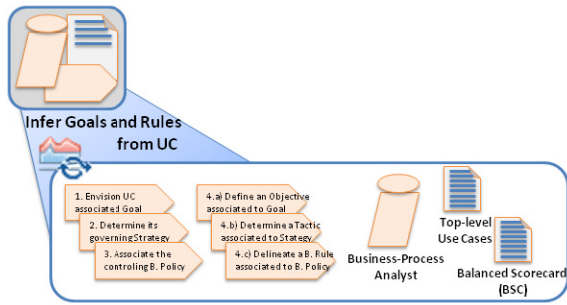 Infer Goals and Rules
from UC
1. Envision UC
associated Goal
2. Determine its
governing Strategy
3. Associate the
controling B. Policy
4.a) Define an Objective
associated to Goal
4.b) Determine a Tactic
associated to Stategy
4.c) Delineate a B. Rule
associated to B. Policy
Business-Process
Analyst
Top-level
Use Cases
Balanced Scorecard
(BSC)